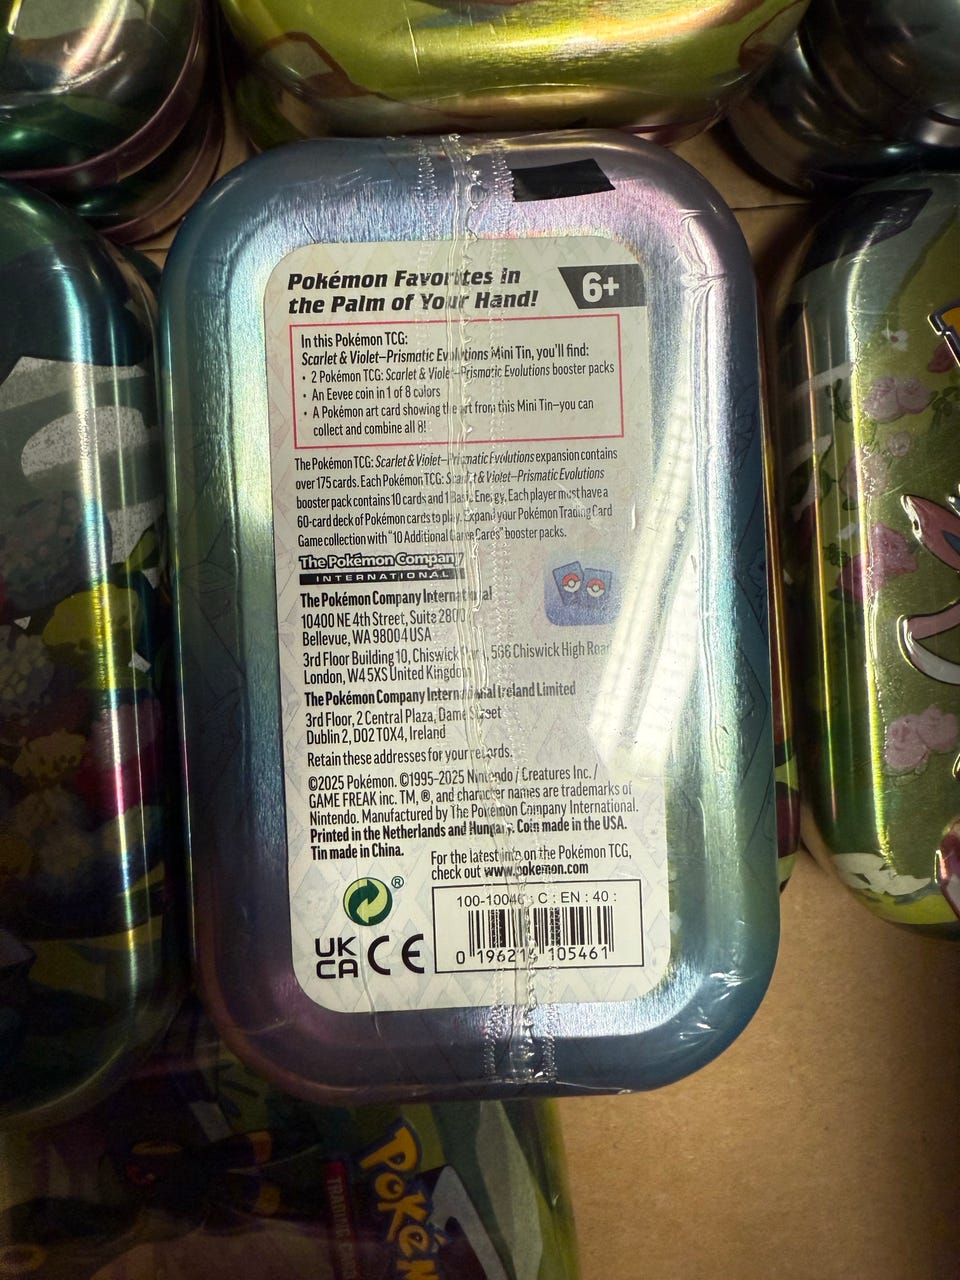 Pokémon Favorites in
the Palm of Your Hand!
6+
In this Pokémon TCG:
Scarlet & Violet–Prismatic Evolutions Mini Tin, you'll find:
• 2 Pokémon TCG: Scarlet & Violet–Prismatic Evolutions booster packs
• An Eevee coin in 1 of 8 colors
• A Pokémon art card showing the art from this Mini Tin—you can
collect and combine all 8!
The Pokémon TCG: Scarlet & Violet–Prismatic Evolutions expansion contains
over 175 cards. Each Pokémon TCG: Scarlet & Violet–Prismatic Evolutions
booster pack contains 10 cards and 1 Basic Energy. Each player must have a
60-card deck of Pokémon cards to play. Expand your Pokémon Trading Card
Game collection with "10 Additional Game Cards" booster packs.
The Pokémon Company
INTERNATIONAL
The Pokémon Company International
10400 NE 4th Street, Suite 2800
Bellevue, WA 98004 USA
3rd Floor Building 10, Chiswick Park, 566 Chiswick High Road
London, W4 5XS United Kingdom
The Pokémon Company International Ireland Limited
3rd Floor, 2 Central Plaza, Dame Street
Dublin 2, D02 T0X4, Ireland
Retain these addresses for your records.
©2025 Pokémon. ©1995-2025 Nintendo / Creatures Inc. /
GAME FREAK inc. TM, ®, and character names are trademarks of
Nintendo. Manufactured by The Pokémon Company International.
Printed in the Netherlands and Hungary. Coin made in the USA.
Tin made in China.
For the latest info on the Pokémon TCG,
check out www.pokemon.com
®
100-10046 : C : EN : 40 :
UK
CA CE
0 196214 105461
POKéM
TRADING